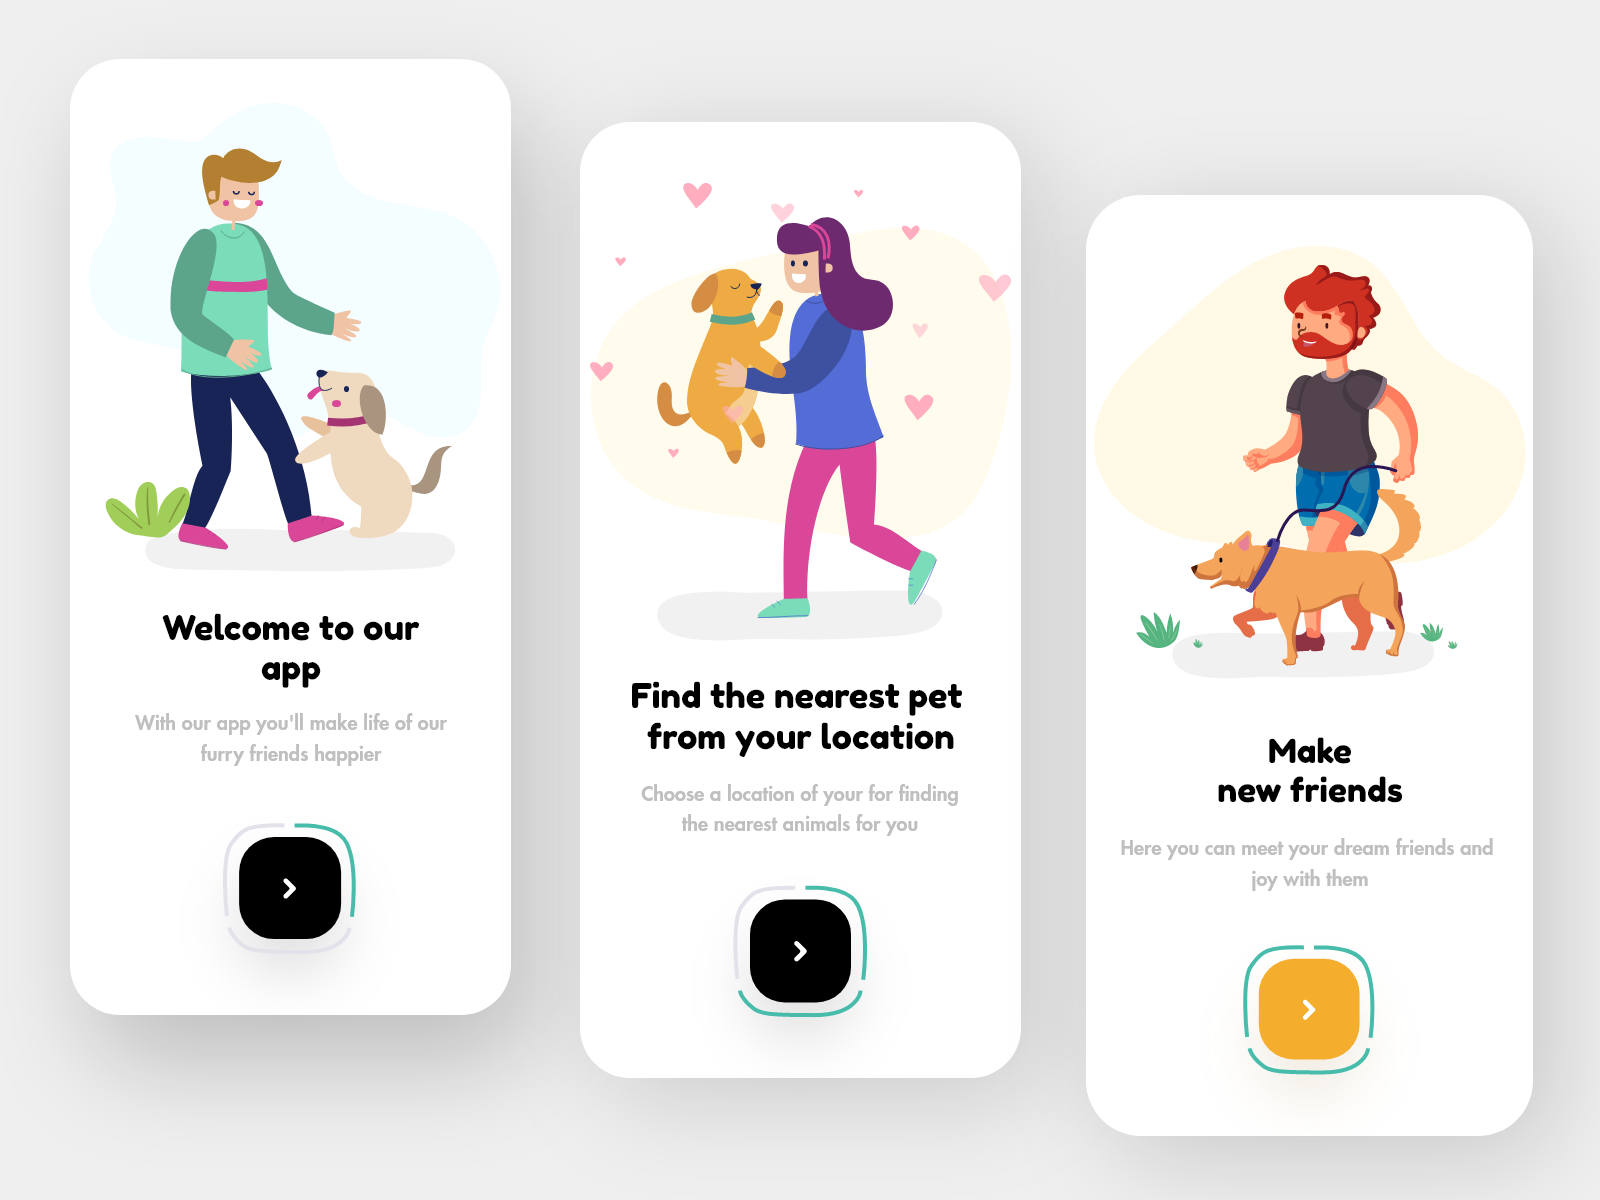 Welcome to our
app
With our app you'll make life of our
furry friends happier
Find the nearest pet
from your location
Choose a location of your for finding
the nearest animals for you
Make
new friends
Here you can meet your dream friends and
joy with them